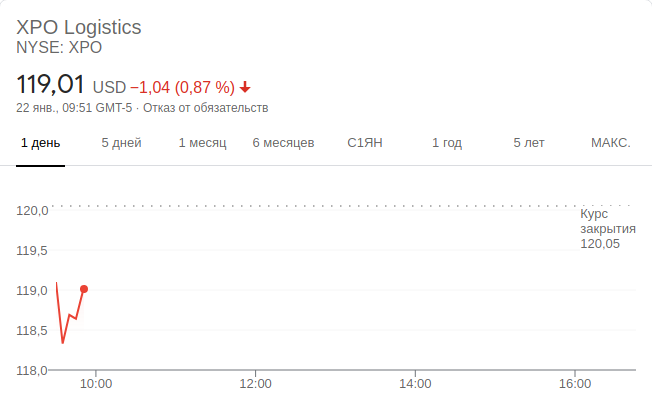 XPO Logistics
NYSE: XPO
119,01 USD −1,04 (0,87 %)
22 янв., 09:51 GMT-5 · Отказ от обязательств
1 день 5 дней 1 месяц 6 месяцев С1ЯН 1 год 5 лет МАКС.
120,0
Курс
закрытия
120,05
119,5
119,0
118,5
118,0
10:00 12:00 14:00 16:00